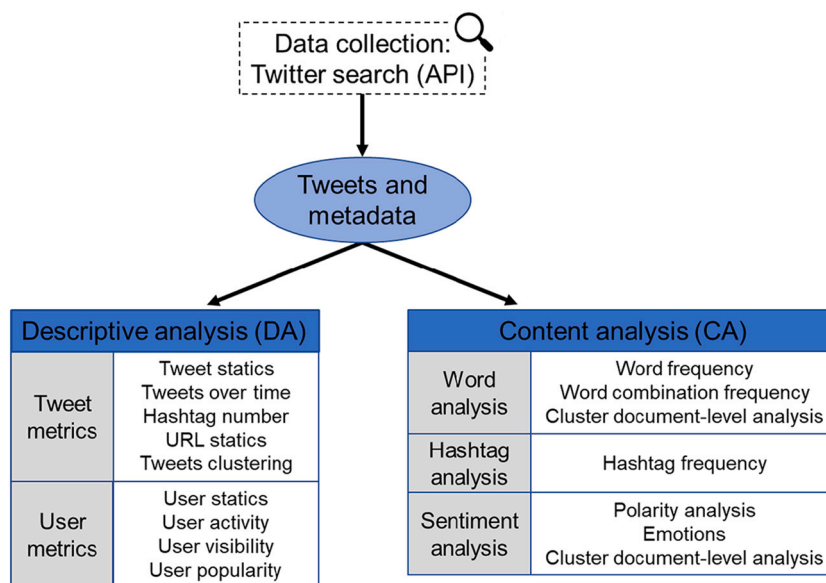 Data collection:
Twitter search (API)
Tweets and
metadata
Descriptive analysis (DA)
Tweet
metrics
Tweet statics
Tweets over time
Hashtag number
URL statics
Tweets clustering
User
metrics
User statics
User activity
User visibility
User popularity
Content analysis (CA)
Word
analysis
Word frequency
Word combination frequency
Cluster document-level analysis
Hashtag
analysis
Hashtag frequency
Sentiment
analysis
Polarity analysis
Emotions
Cluster document-level analysis